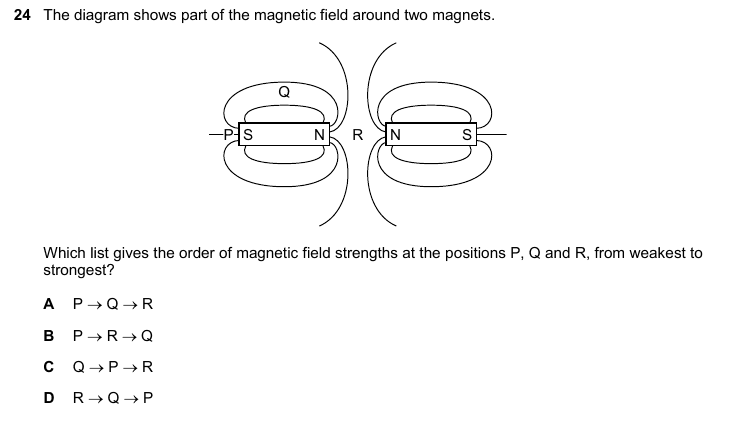 24 The diagram shows part of the magnetic field around two magnets.
Q
P S N R N S
Which list gives the order of magnetic field strengths at the positions P, Q and R, from weakest to
strongest?
A P → Q → R
B P → R → Q
C Q → P → R
D R → Q → P